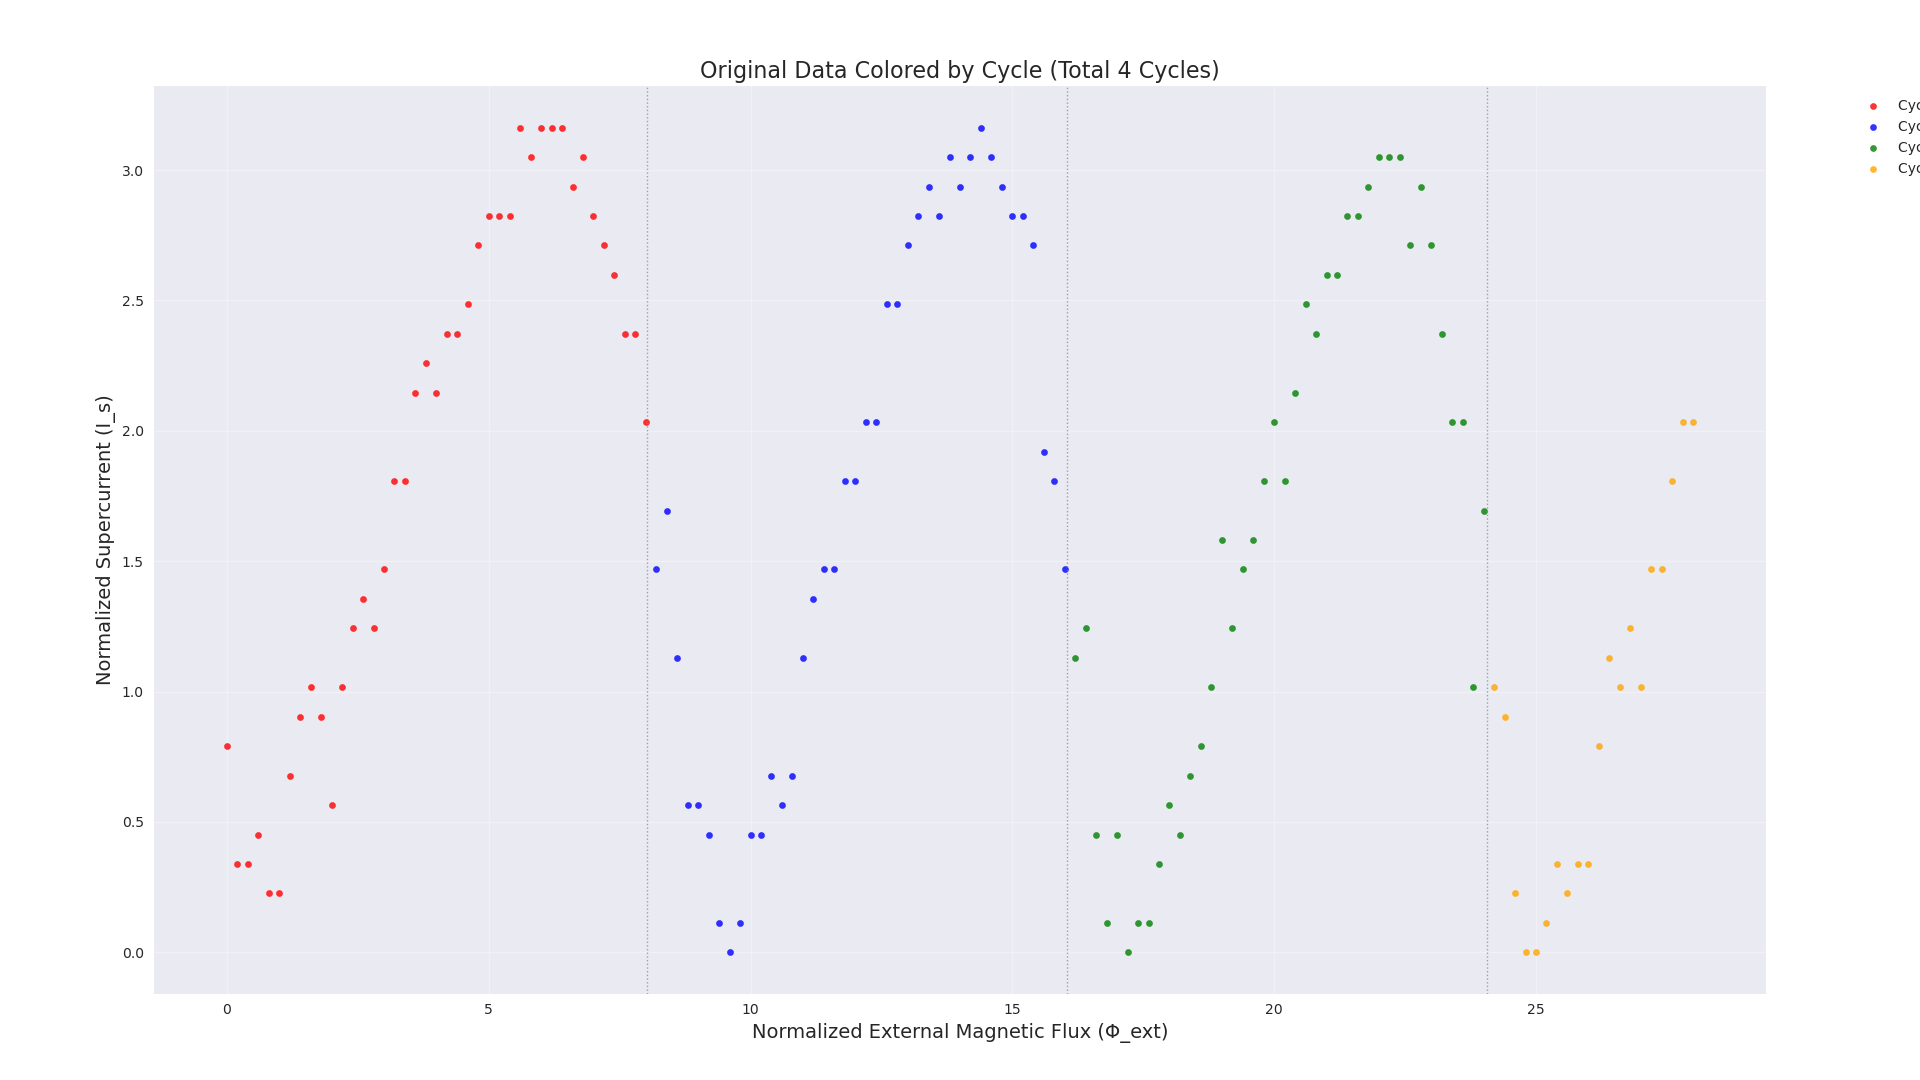 Original Data Colored by Cycle (Total 4 Cycles)
Cyc
Cyc
Cyc
Cyc
Normalized Supercurrent (I_s)
3.0
2.5
2.0
1.5
1.0
0.5
0.0
0
5
10
15
20
25
Normalized External Magnetic Flux (Φ_ext)